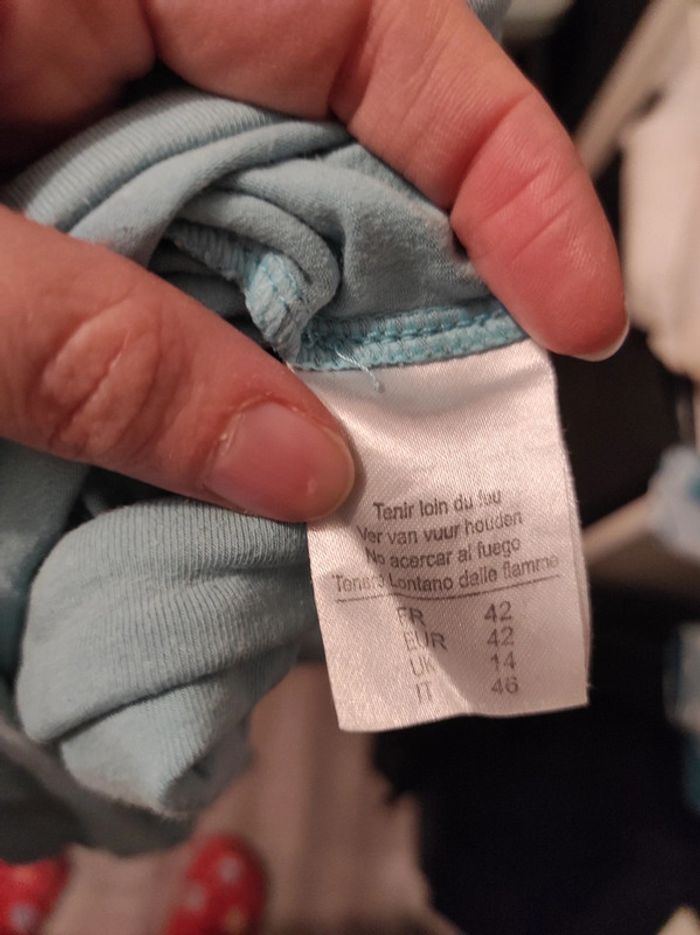 Tenir loin du feu
Ver van vuur houden
No acercar al fuego
Tenere Lontano dalle fiamme
FR 42
EUR 42
UK 14
IT 46